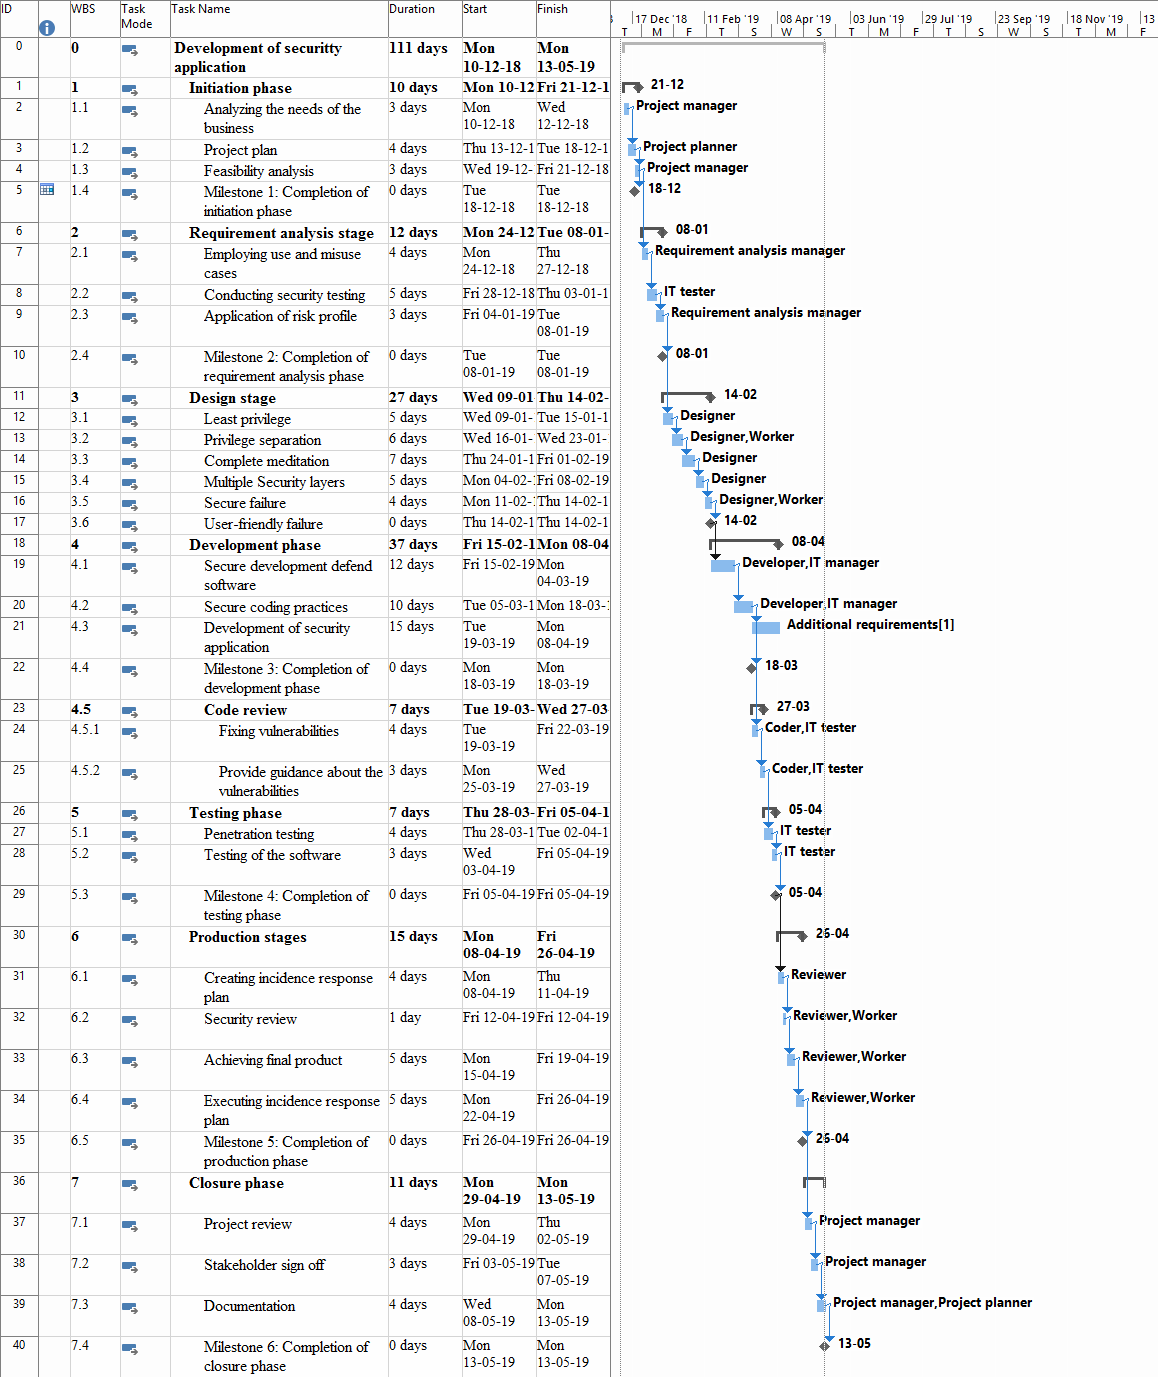 ID WBS Task Mode Task Name Duration Start Finish
17 Dec '18 11 Feb '19 08 Apr '19 03 Jun '19 29 Jul '19 23 Sep '19 18 Nov '19 13
T M F T S W S T M F T S W S T M F
0 0 Development of securitty application 111 days Mon 10-12-18 Mon 13-05-19
1 1 Initiation phase 10 days Mon 10-12 Fri 21-12-1 21-12
2 1.1 Analyzing the needs of the business 3 days Mon 10-12-18 Wed 12-12-18 Project manager
3 1.2 Project plan 4 days Thu 13-12-1 Tue 18-12-1 Project planner
4 1.3 Feasibility analysis 3 days Wed 19-12- Fri 21-12-18 Project manager
5 1.4 Milestone 1: Completion of initiation phase 0 days Tue 18-12-18 Tue 18-12-18 18-12
6 2 Requirement analysis stage 12 days Mon 24-12 Tue 08-01- 08-01
7 2.1 Employing use and misuse cases 4 days Mon 24-12-18 Thu 27-12-18 Requirement analysis manager
8 2.2 Conducting security testing 5 days Fri 28-12-18 Thu 03-01-1 IT tester
9 2.3 Application of risk profile 3 days Fri 04-01-19 Tue 08-01-19 Requirement analysis manager
10 2.4 Milestone 2: Completion of requirement analysis phase 0 days Tue 08-01-19 Tue 08-01-19 08-01
11 3 Design stage 27 days Wed 09-01 Thu 14-02- 14-02
12 3.1 Least privilege 5 days Wed 09-01- Tue 15-01-1 Designer
13 3.2 Privilege separation 6 days Wed 16-01- Wed 23-01- Designer,Worker
14 3.3 Complete meditation 7 days Thu 24-01-1 Fri 01-02-19 Designer
15 3.4 Multiple Security layers 5 days Mon 04-02- Fri 08-02-19 Designer
16 3.5 Secure failure 4 days Mon 11-02- Thu 14-02-1 Designer,Worker
17 3.6 User-friendly failure 0 days Thu 14-02-1 Thu 14-02-1 14-02
18 4 Development phase 37 days Fri 15-02-1 Mon 08-04 08-04
19 4.1 Secure development defend software 12 days Fri 15-02-19 Mon 04-03-19 Developer,IT manager
20 4.2 Secure coding practices 10 days Tue 05-03-1 Mon 18-03- Developer,IT manager
21 4.3 Development of security application 15 days Tue 19-03-19 Mon 08-04-19 Additional requirements[1]
22 4.4 Milestone 3: Completion of development phase 0 days Mon 18-03-19 Mon 18-03-19 18-03
23 4.5 Code review 7 days Tue 19-03- Wed 27-03 27-03
24 4.5.1 Fixing vulnerabilities 4 days Tue 19-03-19 Fri 22-03-19 Coder,IT tester
25 4.5.2 Provide guidance about the vulnerabilities 3 days Mon 25-03-19 Wed 27-03-19 Coder,IT tester
26 5 Testing phase 7 days Thu 28-03- Fri 05-04-1 05-04
27 5.1 Penetration testing 4 days Thu 28-03-1 Tue 02-04-1 IT tester
28 5.2 Testing of the software 3 days Wed 03-04-19 Fri 05-04-19 IT tester
29 5.3 Milestone 4: Completion of testing phase 0 days Fri 05-04-19 Fri 05-04-19 05-04
30 6 Production stages 15 days Mon 08-04-19 Fri 26-04-19 26-04
31 6.1 Creating incidence response plan 4 days Mon 08-04-19 Thu 11-04-19 Reviewer
32 6.2 Security review 1 day Fri 12-04-19 Fri 12-04-19 Reviewer,Worker
33 6.3 Achieving final product 5 days Mon 15-04-19 Fri 19-04-19 Reviewer,Worker
34 6.4 Executing incidence response plan 5 days Mon 22-04-19 Fri 26-04-19 Reviewer,Worker
35 6.5 Milestone 5: Completion of production phase 0 days Fri 26-04-19 Fri 26-04-19 26-04
36 7 Closure phase 11 days Mon 29-04-19 Mon 13-05-19
37 7.1 Project review 4 days Mon 29-04-19 Thu 02-05-19 Project manager
38 7.2 Stakeholder sign off 3 days Fri 03-05-19 Tue 07-05-19 Project manager
39 7.3 Documentation 4 days Wed 08-05-19 Mon 13-05-19 Project manager,Project planner
40 7.4 Milestone 6: Completion of closure phase 0 days Mon 13-05-19 Mon 13-05-19 13-05